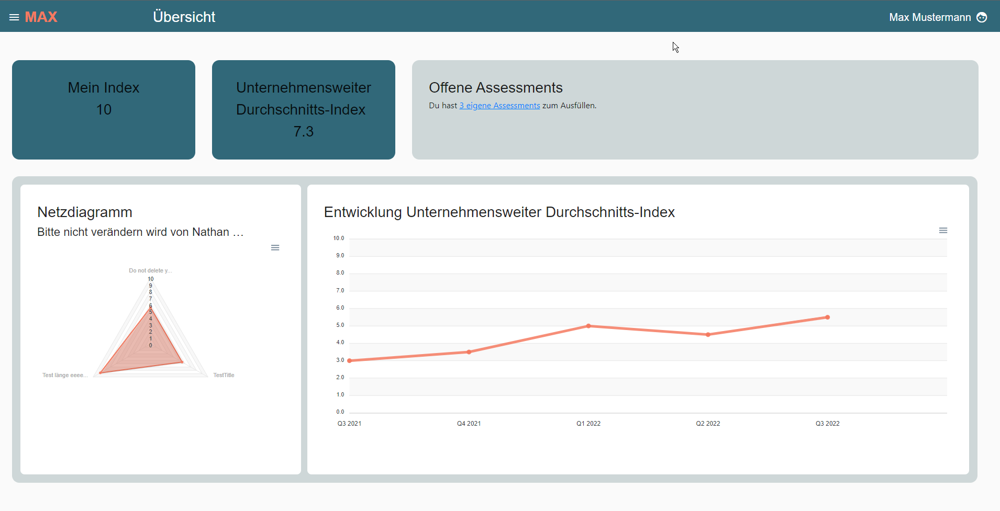 MAX
Übersicht
Max Mustermann
Mein Index
10
Unternehmensweiter
Durchschnitts-Index
7.3
Offene Assessments
Du hast 3 eigene Assessments zum Ausfüllen.
Netzdiagramm
Bitte nicht verändern wird von Nathan …
Do not delete y...
10
9
8
7
6
5
4
3
2
1
0
Test länge eeee...
TestTitle
Entwicklung Unternehmensweiter Durchschnitts-Index
10.0
9.0
8.0
7.0
6.0
5.0
4.0
3.0
2.0
1.0
0.0
Q3 2021
Q4 2021
Q1 2022
Q2 2022
Q3 2022